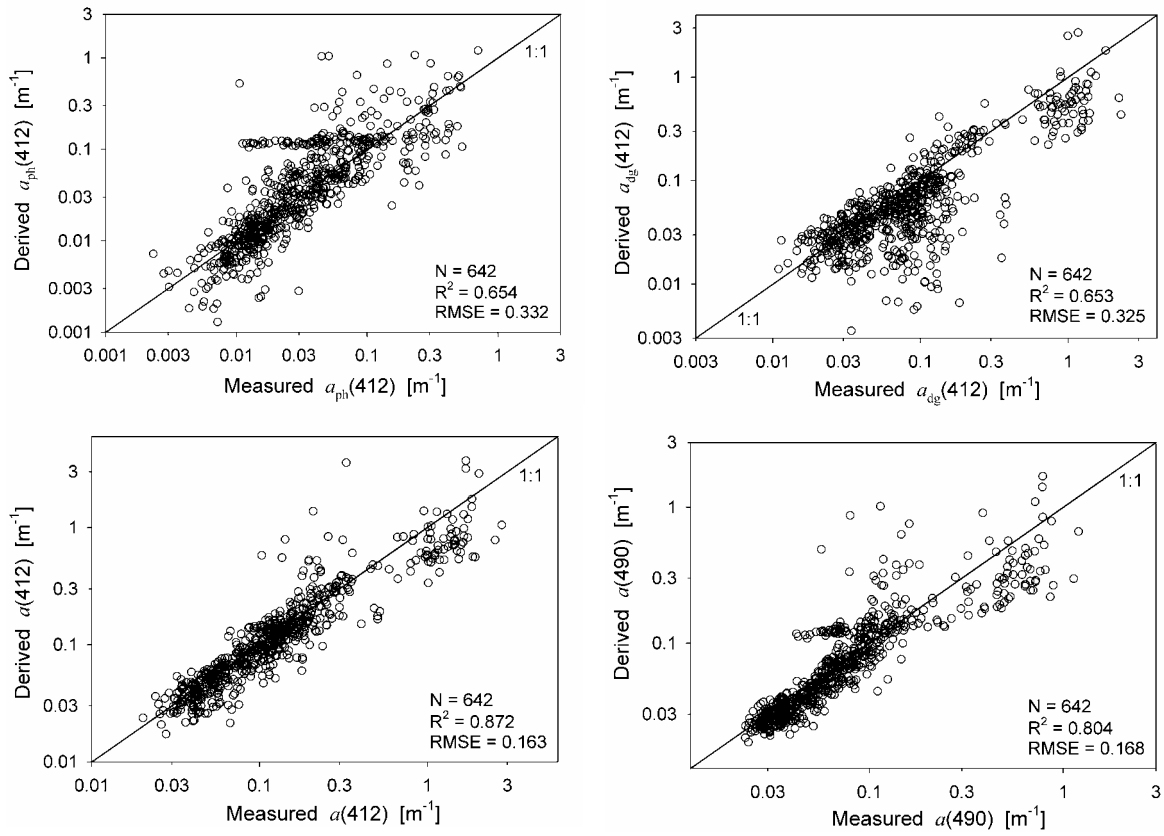 3
1
0.3
0.1
0.03
0.01
0.003
0.001
Derived aph(412) [m-1]
1:1
N = 642
R2 = 0.654
RMSE = 0.332
0.001 0.003 0.01 0.03 0.1 0.3 1 3
Measured aph(412) [m-1]
3
1
0.3
0.1
0.03
0.01
0.003
Derived adg(412) [m-1]
1:1
N = 642
R2 = 0.653
RMSE = 0.325
0.003 0.01 0.03 0.1 0.3 1 3
Measured adg(412) [m-1]
3
1
0.3
0.1
0.03
0.01
Derived a(412) [m-1]
1:1
N = 642
R2 = 0.872
RMSE = 0.163
0.01 0.03 0.1 0.3 1 3
Measured a(412) [m-1]
3
1
0.3
0.1
0.03
Derived a(490) [m-1]
1:1
N = 642
R2 = 0.804
RMSE = 0.168
0.03 0.1 0.3 1 3
Measured a(490) [m-1]